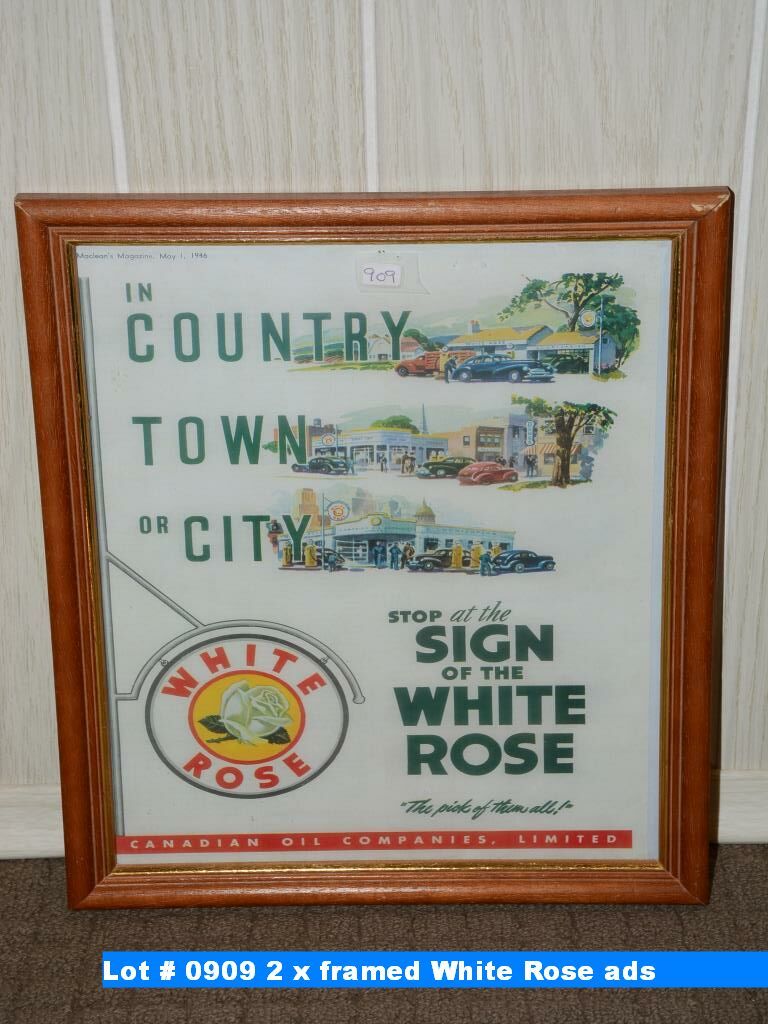 Maclean's Magazine, May 1, 1946
909
IN
COUNTRY
TOWN
OR CITY
STOP at the
SIGN
OF THE
WHITE
ROSE
WHITE
ROSE
"The pick of them all!"
CANADIAN OIL COMPANIES, LIMITED
Lot # 0909 2 x framed White Rose ads